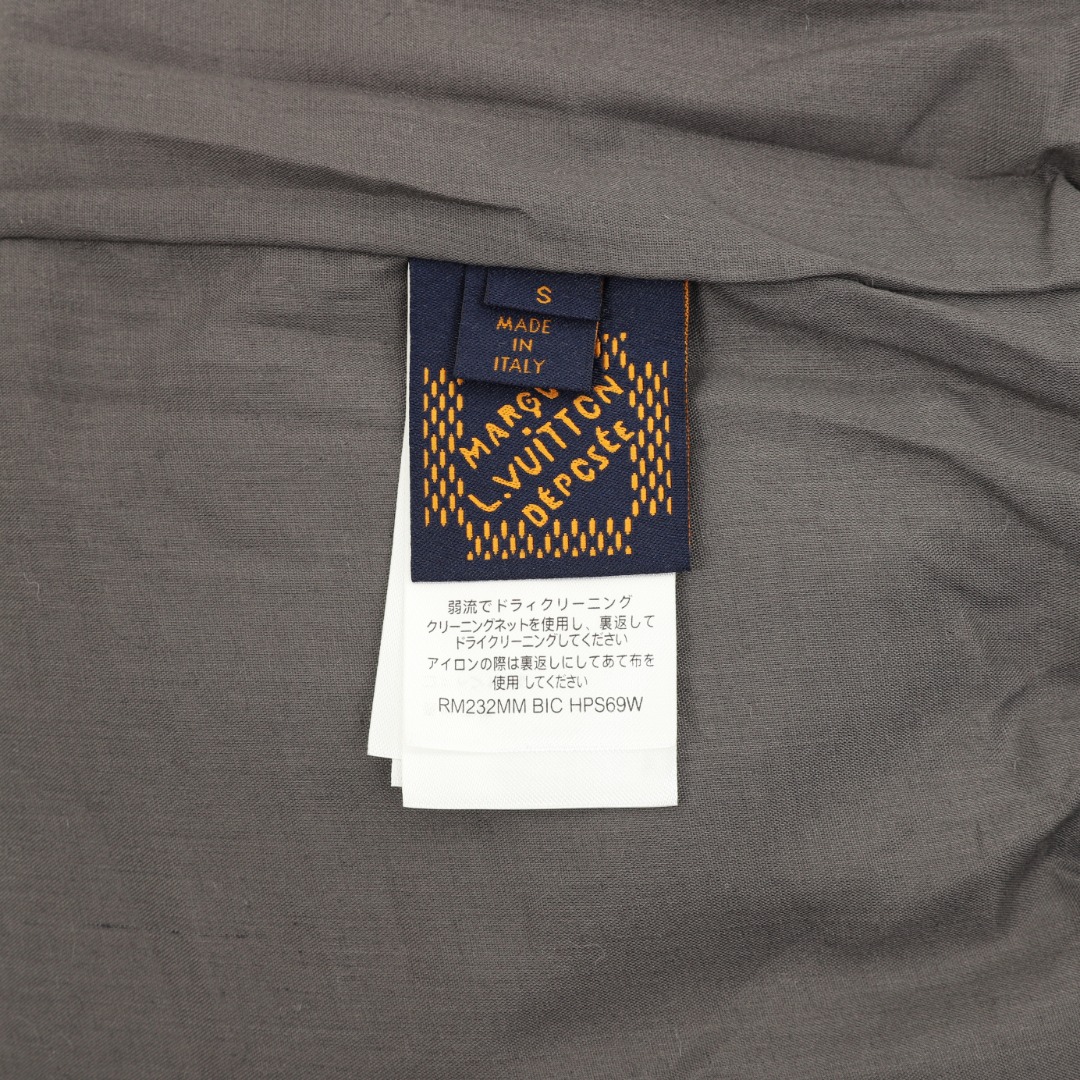 S
MADE
IN
ITALY
L.VUITTON
DÉPOSÉE
弱流でドライクリーニング
クリーニングネットを使用し、裏返して
ドライクリーニングしてください
アイロンの際は裏返しにしてあて布を
使用 してください
RM232MM BIC HPS69W